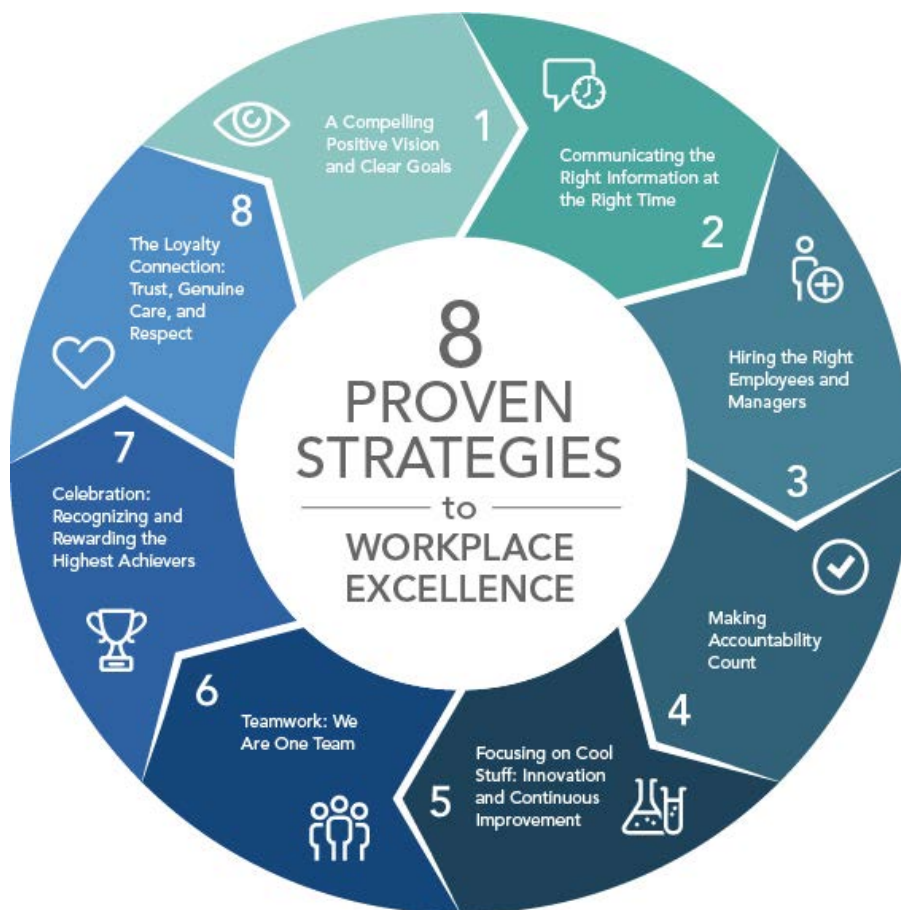 8
PROVEN
STRATEGIES
to
WORKPLACE
EXCELLENCE
1
A Compelling
Positive Vision
and Clear Goals
2
Communicating the
Right Information at
the Right Time
3
Hiring the Right
Employees and
Managers
4
Making
Accountability
Count
5
Focusing on Cool
Stuff: Innovation
and Continuous
Improvement
6
Teamwork: We
Are One Team
7
Celebration:
Recognizing and
Rewarding the
Highest Achievers
8
The Loyalty
Connection:
Trust, Genuine
Care, and
Respect